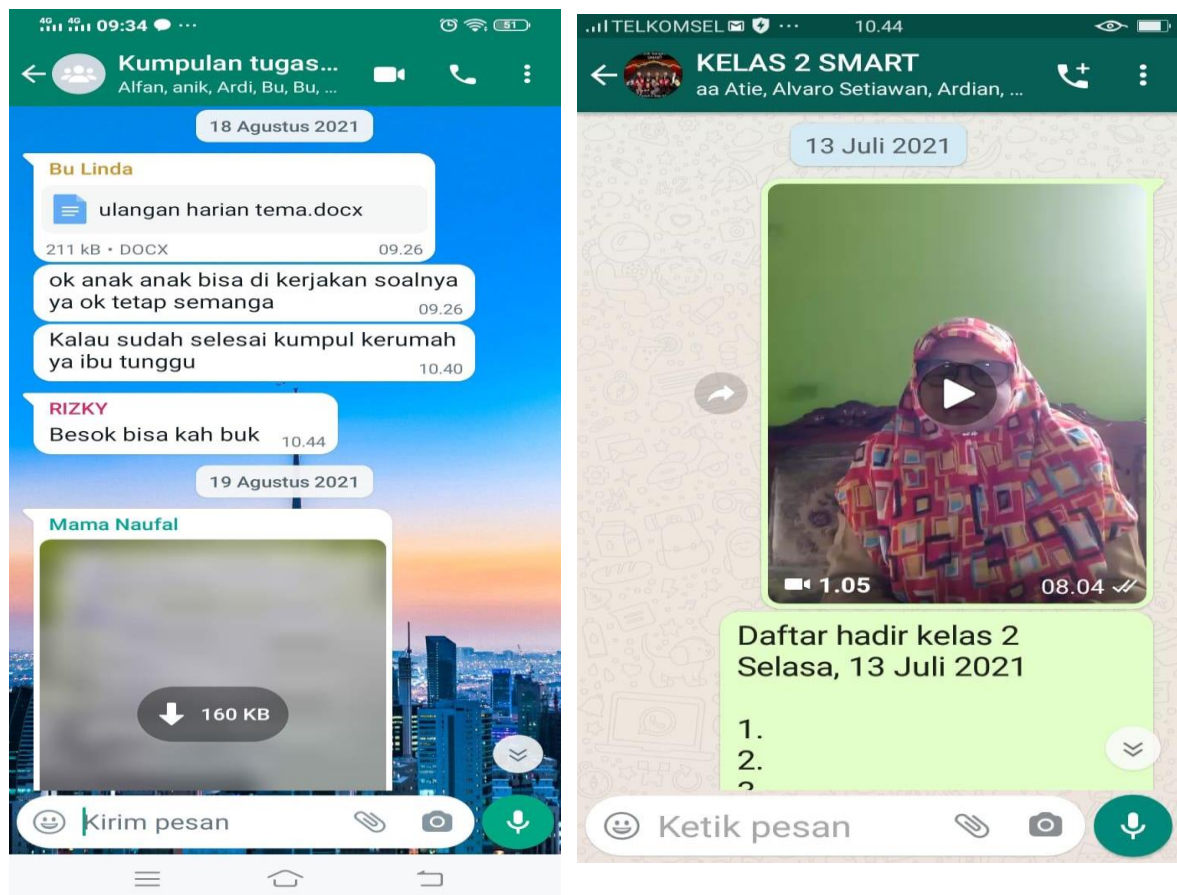 4G 4G 09:34 ... 51
Kumpulan tugas...
Alfan, anik, Ardi, Bu, Bu, ...
18 Agustus 2021
Bu Linda
ulangan harian tema.docx
211 kB • DOCX 09.26
ok anak anak bisa di kerjakan soalnya
ya ok tetap semanga 09.26
Kalau sudah selesai kumpul kerumah
ya ibu tunggu 10.40
RIZKY
Besok bisa kah buk 10.44
19 Agustus 2021
Mama Naufal
160 KB
Kirim pesan
TELKOMSEL ... 10.44
KELAS 2 SMART
aa Atie, Alvaro Setiawan, Ardian, ...
13 Juli 2021
1.05 08.04
Daftar hadir kelas 2
Selasa, 13 Juli 2021
1.
2.
Ketik pesan